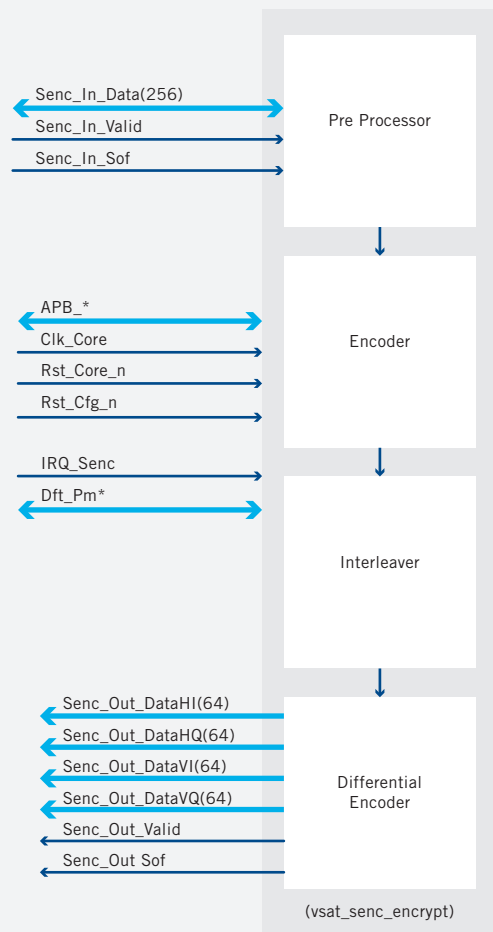 Senc_In_Data(256)
Senc_In_Valid
Senc_In_Sof
Pre Processor
APB_*
Clk_Core
Rst_Core_n
Rst_Cfg_n
Encoder
IRQ_Senc
Dft_Pm*
Interleaver
Senc_Out_DataHI(64)
Senc_Out_DataHQ(64)
Senc_Out_DataVI(64)
Senc_Out_DataVQ(64)
Senc_Out_Valid
Senc_Out Sof
Differential
Encoder
(vsat_senc_encrypt)